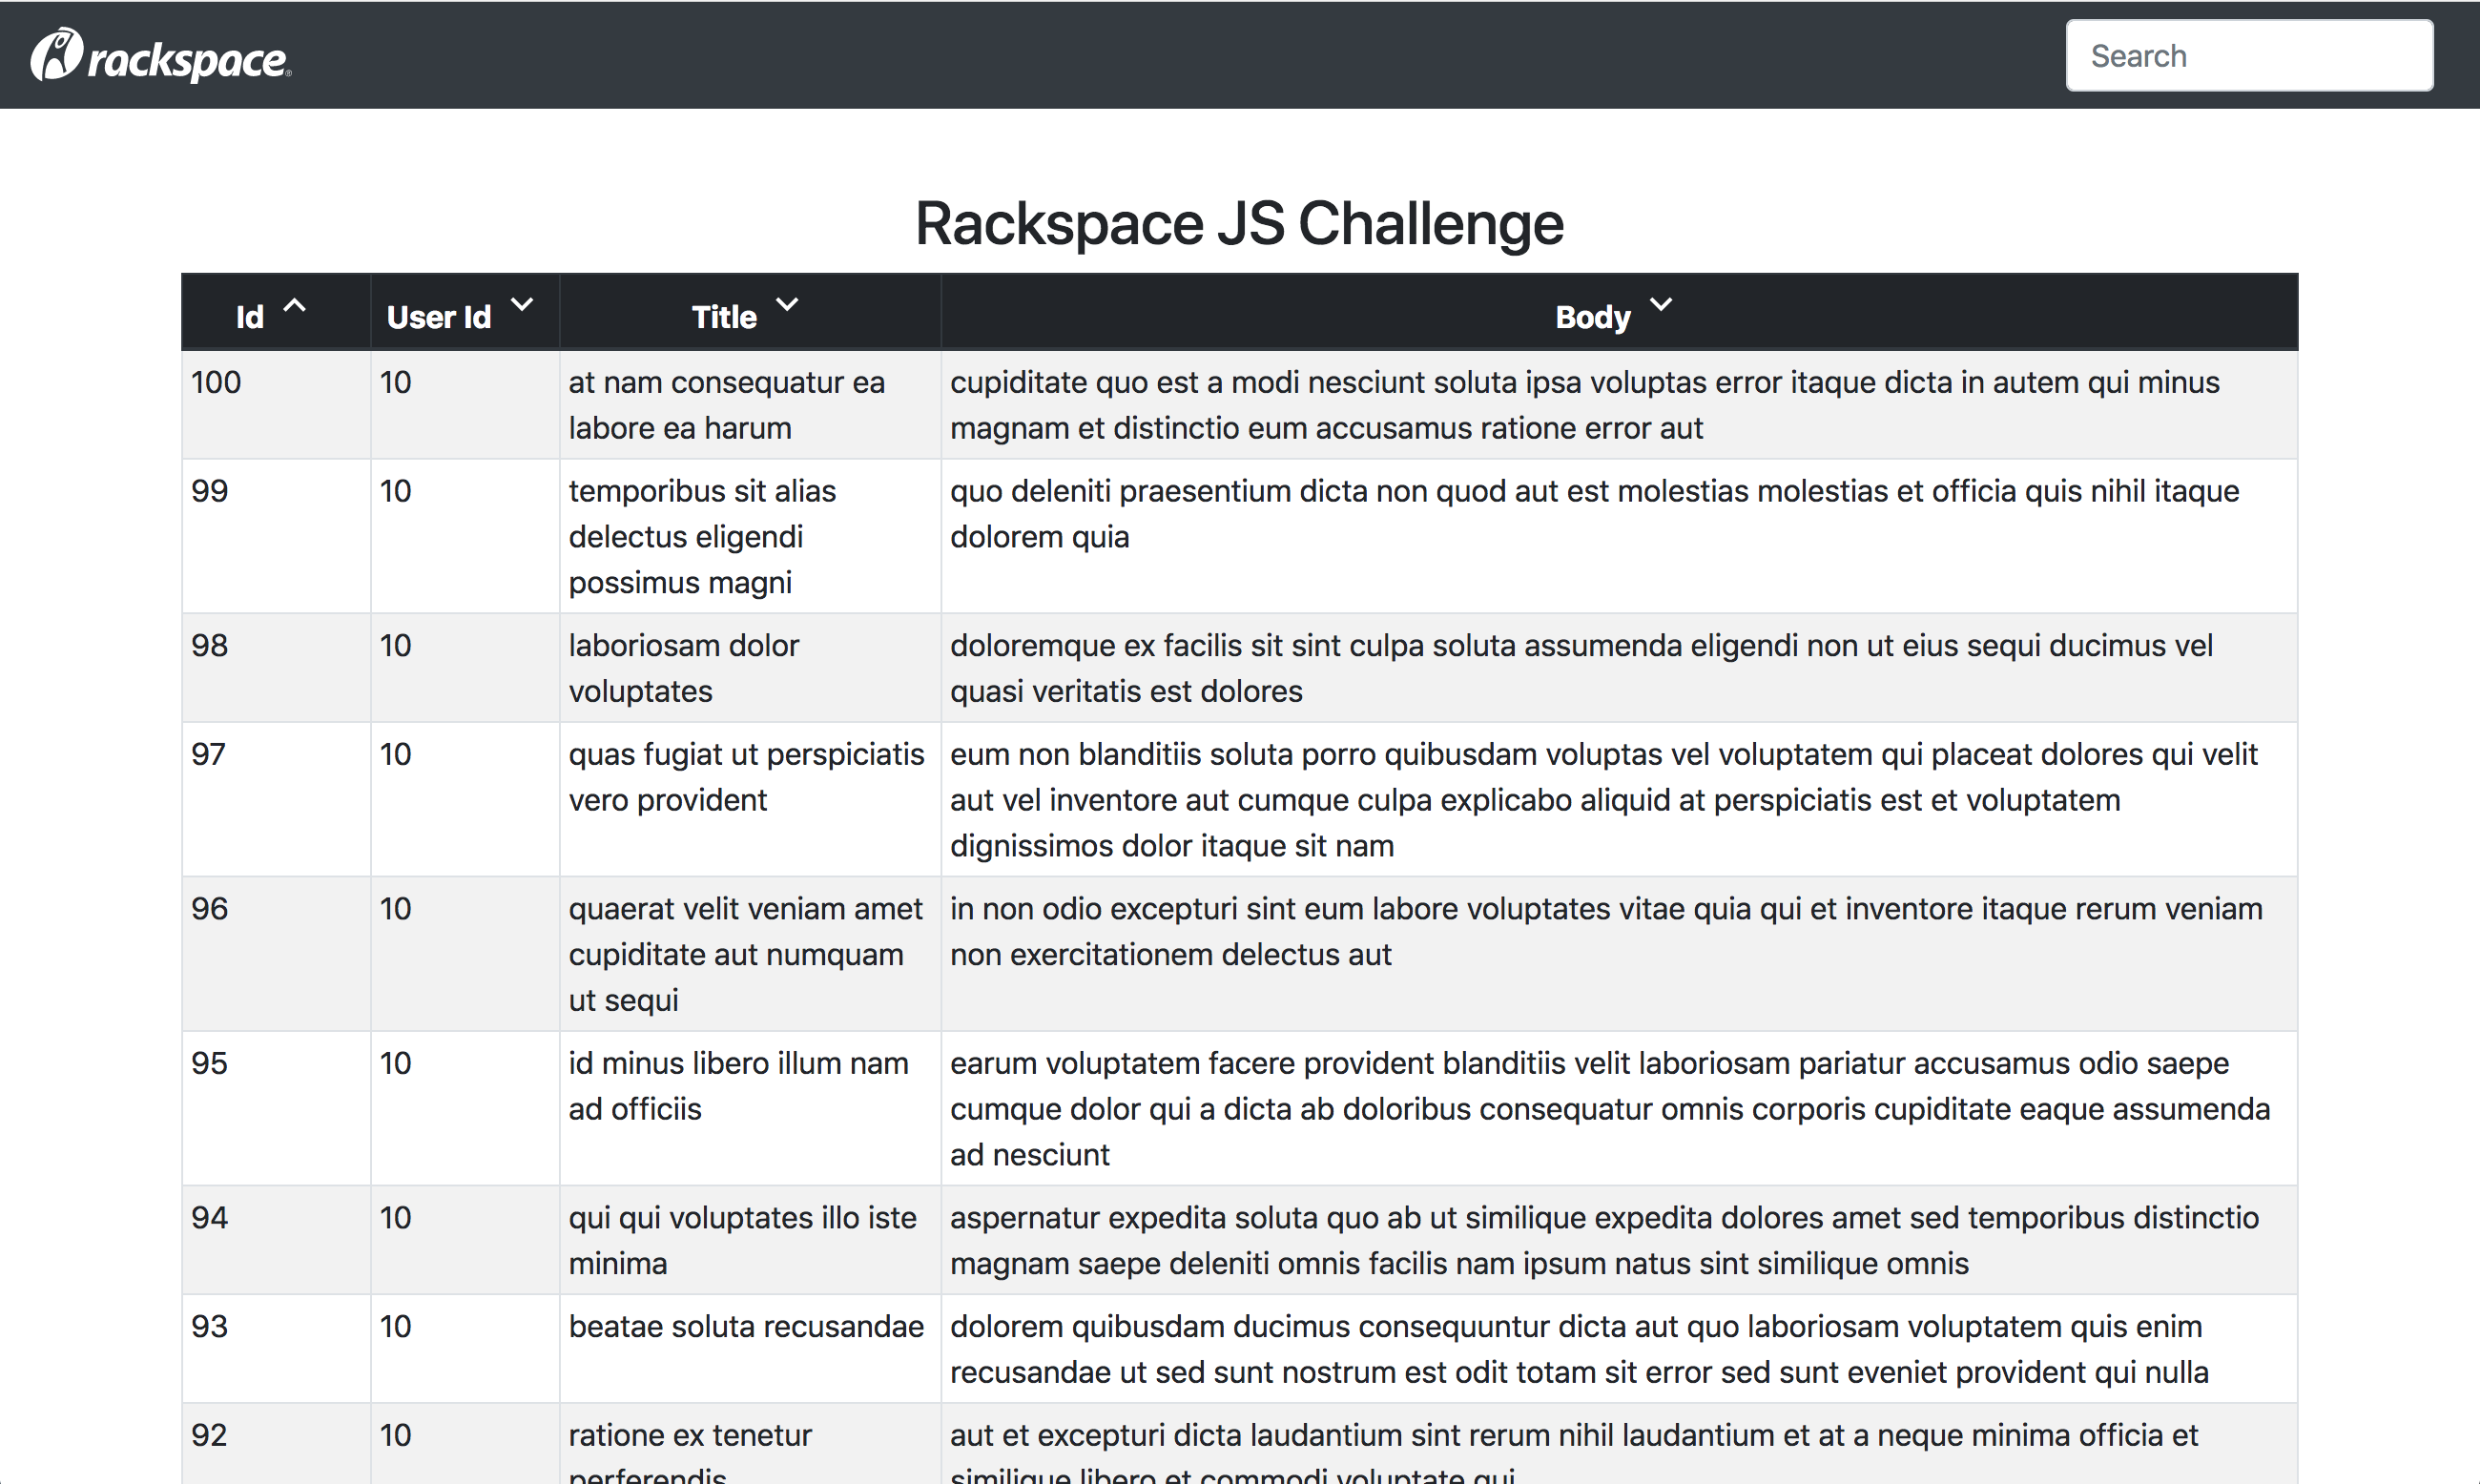 rackspace®
Search
Rackspace JS Challenge
Id User Id Title Body
100 10 at nam consequatur ea cupiditate quo est a modi nesciunt soluta ipsa voluptas error itaque dicta in autem qui minus
labore ea harum magnam et distinctio eum accusamus ratione error aut
99 10 temporibus sit alias quo deleniti praesentium dicta non quod aut est molestias molestias et officia quis nihil itaque
delectus eligendi dolorem quia
possimus magni
98 10 laboriosam dolor doloremque ex facilis sit sint culpa soluta assumenda eligendi non ut eius sequi ducimus vel
voluptates quasi veritatis est dolores
97 10 quas fugiat ut perspiciatis eum non blanditiis soluta porro quibusdam voluptas vel voluptatem qui placeat dolores qui velit
vero provident aut vel inventore aut cumque culpa explicabo aliquid at perspiciatis est et voluptatem
dignissimos dolor itaque sit nam
96 10 quaerat velit veniam amet in non odio excepturi sint eum labore voluptates vitae quia qui et inventore itaque rerum veniam
cupiditate aut numquam non exercitationem delectus aut
ut sequi
95 10 id minus libero illum nam earum voluptatem facere provident blanditiis velit laboriosam pariatur accusamus odio saepe
ad officiis cumque dolor qui a dicta ab doloribus consequatur omnis corporis cupiditate eaque assumenda
ad nesciunt
94 10 qui qui voluptates illo iste aspernatur expedita soluta quo ab ut similique expedita dolores amet sed temporibus distinctio
minima magnam saepe deleniti omnis facilis nam ipsum natus sint similique omnis
93 10 beatae soluta recusandae dolorem quibusdam ducimus consequuntur dicta aut quo laboriosam voluptatem quis enim
recusandae ut sed sunt nostrum est odit totam sit error sed sunt eveniet provident qui nulla
92 10 ratione ex tenetur aut et excepturi dicta laudantium sint rerum nihil laudantium et at a neque minima officia et
perferendis similique libero et commodi voluptate qui